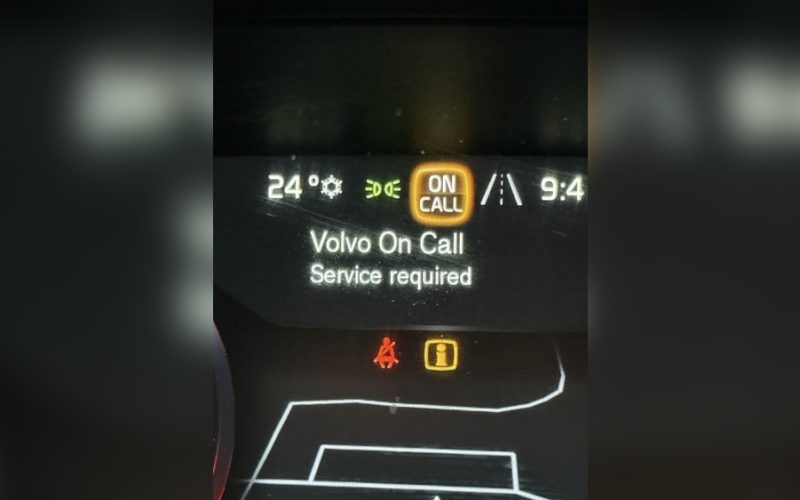 24°
ON
CALL
9:4
Volvo On Call
Service required